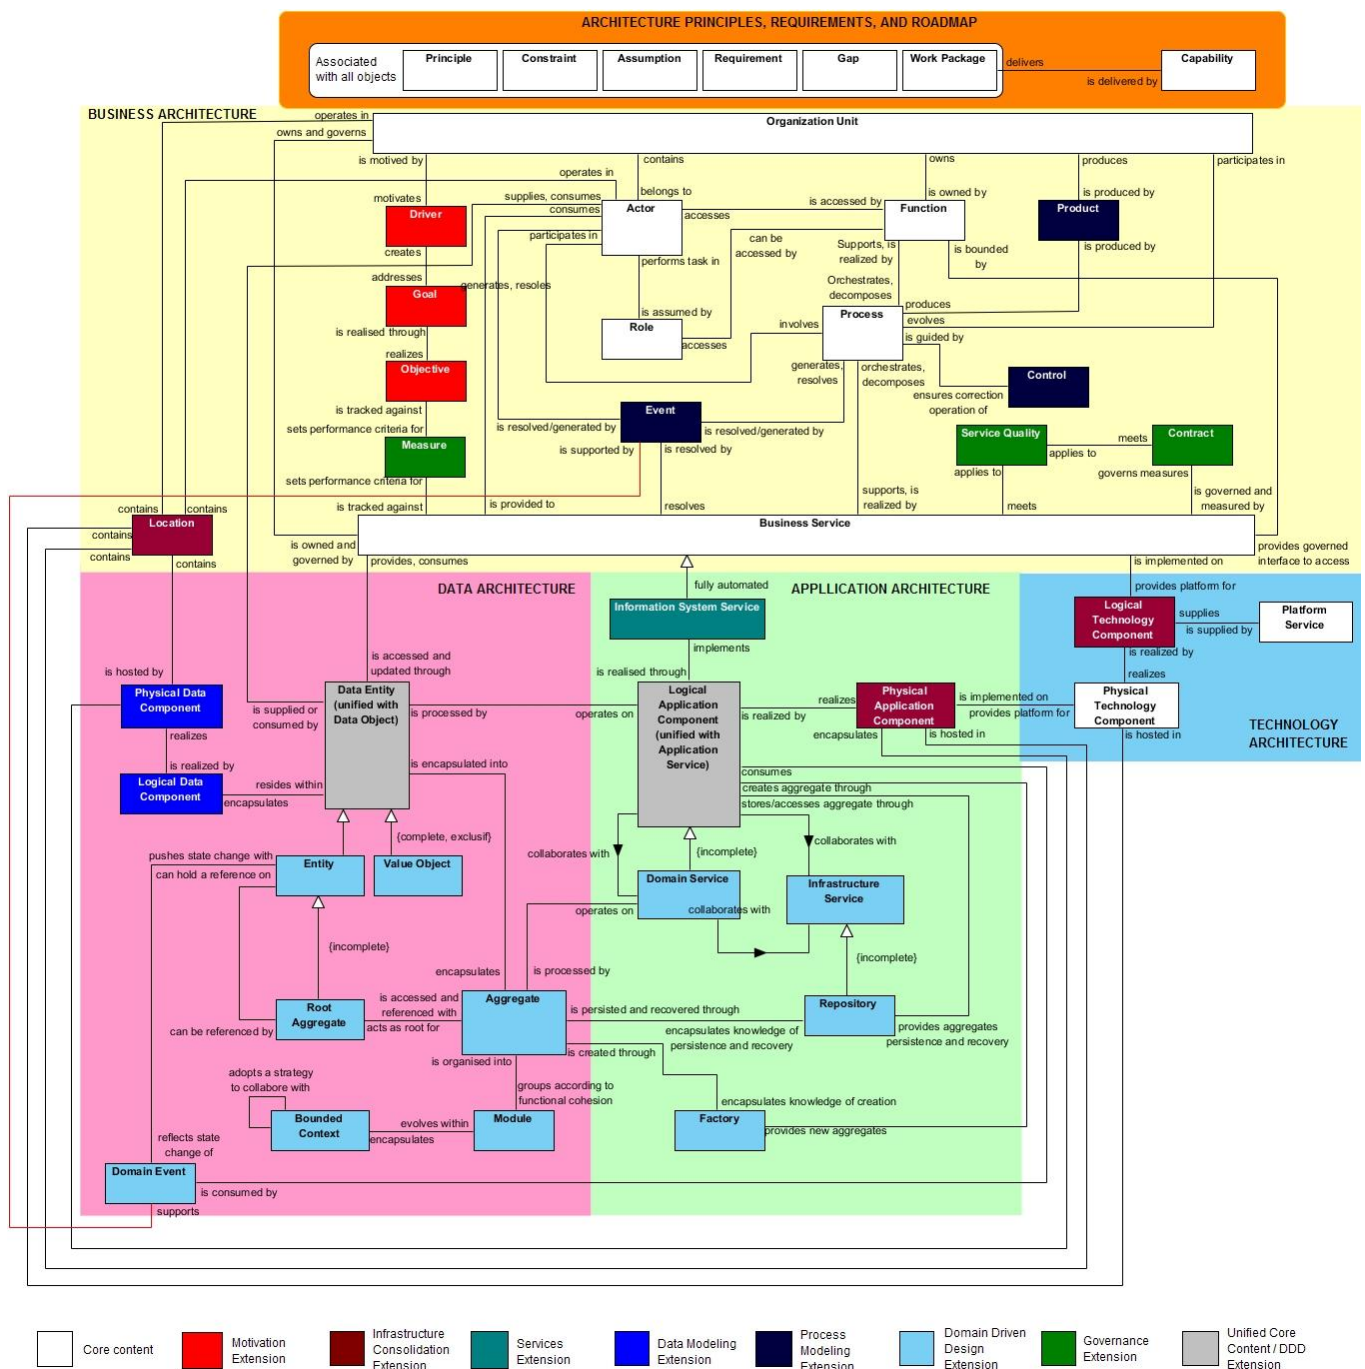 ARCHITECTURE PRINCIPLES, REQUIREMENTS, AND ROADMAP
Associated
with all objects
Principle
Constraint
Assumption
Requirement
Gap
Work Package
delivers
is delivered by
Capability
BUSINESS ARCHITECTURE
operates in
owns and governs
Organization Unit
is motived by
contains
owns
produces
participates in
operates in
motivates
supplies, consumes
belongs to
is owned by
is produced by
Driver
consumes
Actor
accesses
is accessed by
Function
Product
creates
participates in
can be
accessed by
Supports, is
realized by
is bounded
by
is produced by
performs task in
addresses
generates, resoles
Orchestrates,
decomposes
Goal
is realised through
is assumed by
Role
accesses
involves
Process
produces
evolves
is guided by
realizes
Objective
generates,
resolves
orchestrates,
decomposes
Control
ensures correction
operation of
is tracked against
Event
sets performance criteria for
is resolved/generated by
is resolved/generated by
Measure
is supported by
is resolved by
Service Quality
meets
applies to
Contract
sets performance criteria for
applies to
governs measures
is tracked against
is provided to
resolves
supports, is
realized by
meets
is governed and
measured by
contains
contains
Location
contains
contains
contains
Business Service
is owned and
governed by
provides, consumes
is implemented on
provides governed
interface to access
DATA ARCHITECTURE
fully automated
APPLLICATION ARCHITECTURE
provides platform for
Information System Service
Logical
Technology
Component
supplies
is supplied by
Platform
Service
implements
is realized by
is accessed and
updated through
is hosted by
is realised through
realizes
Physical Data
Component
is supplied or
consumed by
Data Entity
(unified with
Data Object)
is processed by
operates on
Logical
Application
Component
(unified with
Application
Service)
realizes
is realized by
Physical
Application
Component
encapsulates
is hosted in
is implemented on
provides platform for
Physical
Technology
Component
is hosted in
TECHNOLOGY
ARCHITECTURE
realizes
is realized by
Logical Data
Component
resides within
encapsulates
is encapsulated into
consumes
creates aggregate through
stores/accesses aggregate through
{complete, exclusif}
collaborates with
{incomplete}
collaborates with
pushes state change with
can hold a reference on
Entity
Value Object
Domain Service
Infrastructure
Service
operates on
collaborates with
{incomplete}
{incomplete}
encapsulates
is processed by
Root
Aggregate
can be referenced by
is accessed and
referenced with
acts as root for
Aggregate
is persisted and recovered through
encapsulates knowledge of
persistence and recovery
Repository
provides aggregates
persistence and recovery
is organised into
is created through
adopts a strategy
to collabore with
groups according to
functional cohesion
encapsulates knowledge of creation
Bounded
Context
evolves within
encapsulates
Module
Factory
provides new aggregates
reflects state
change of
Domain Event
is consumed by
supports
Core content
Motivation
Extension
Infrastructure
Consolidation
Extension
Services
Extension
Data Modeling
Extension
Process
Modeling
Extension
Domain Driven
Design
Extension
Governance
Extension
Unified Core
Content / DDD
Extension